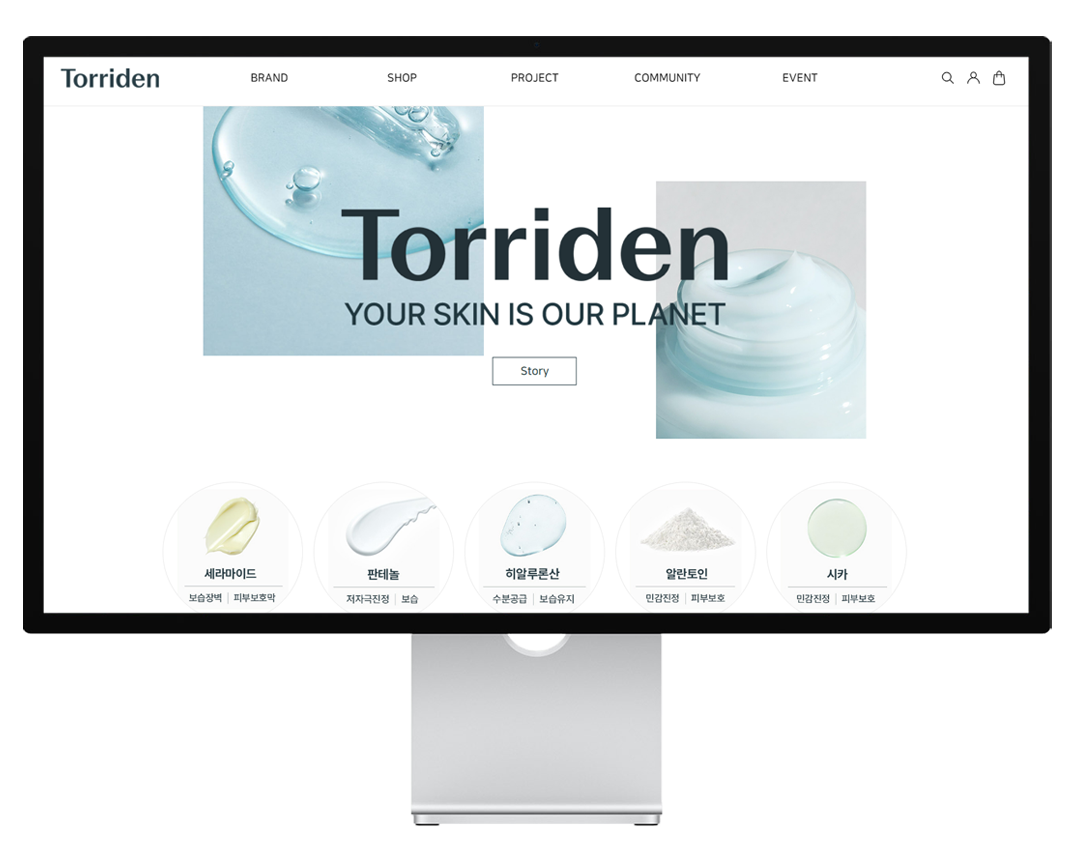 Torriden
BRAND
SHOP
PROJECT
COMMUNITY
EVENT
Torriden
YOUR SKIN IS OUR PLANET
Story
세라마이드
보습장벽 | 피부보호막
판테놀
저자극진정 | 보습
히알루론산
수분공급 | 보습유지
알란토인
민감진정 | 피부보호
시카
민감진정 | 피부보호